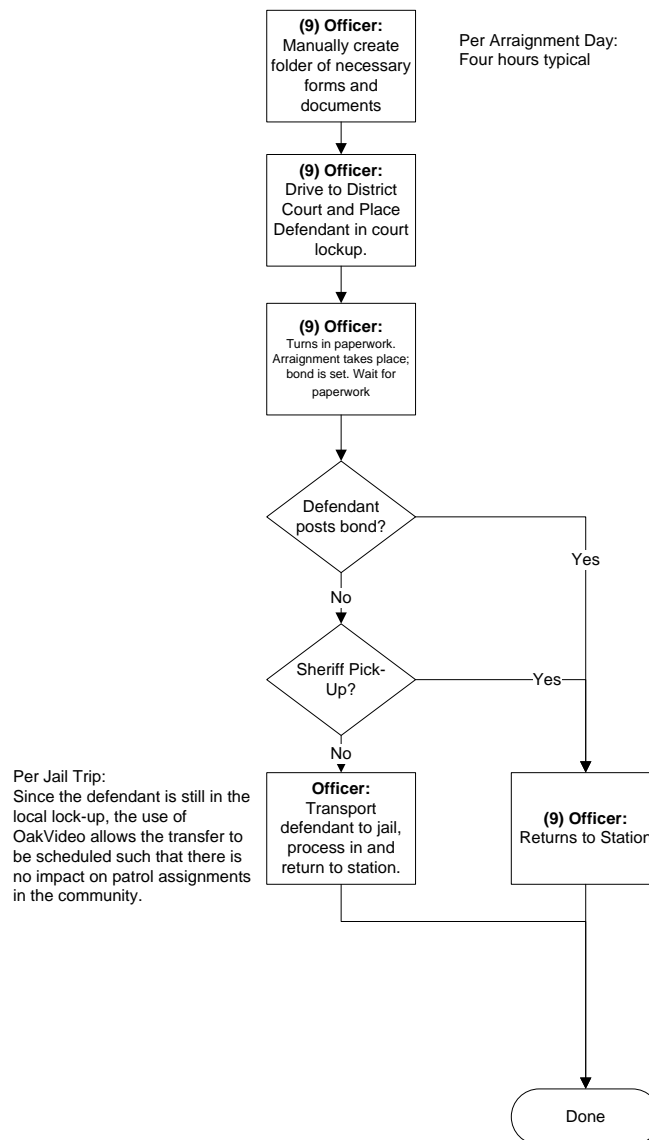 (9) Officer:
Manually create
folder of necessary
forms and
documents
Per Arraignment Day:
Four hours typical
(9) Officer:
Drive to District
Court and Place
Defendant in court
lockup.
(9) Officer:
Turns in paperwork.
Arraignment takes place;
bond is set. Wait for
paperwork
Defendant
posts bond?
Yes
No
Sheriff Pick-
Up?
Yes
No
Per Jail Trip:
Since the defendant is still in the
local lock-up, the use of
OakVideo allows the transfer to
be scheduled such that there is
no impact on patrol assignments
in the community.
Officer:
Transport
defendant to jail,
process in and
return to station.
(9) Officer:
Returns to Station
Done